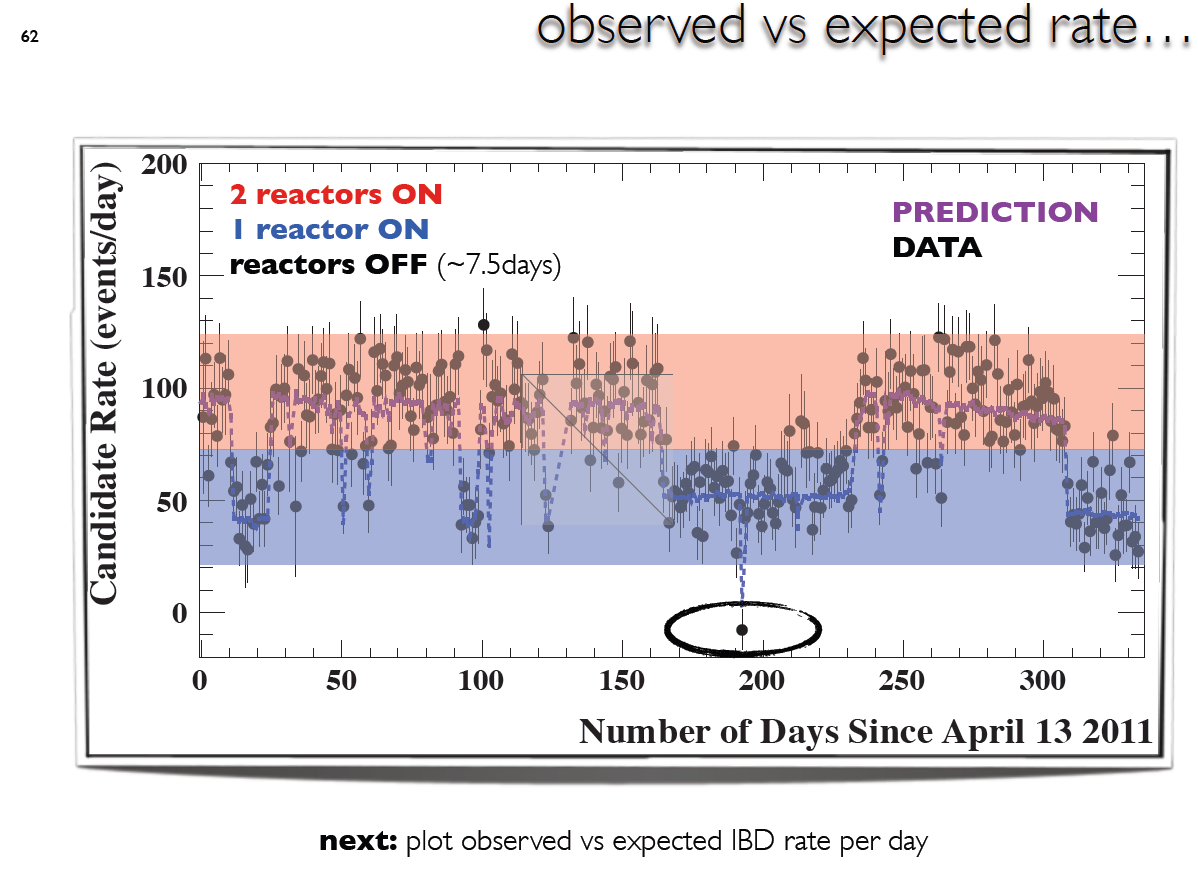 62
observed vs expected rate…
200
2 reactors ON
1 reactor ON
reactors OFF (~7.5days)
PREDICTION
DATA
150
100
50
0
Candidate Rate (events/day)
0 50 100 150 200 250 300
Number of Days Since April 13 2011
next: plot observed vs expected IBD rate per day